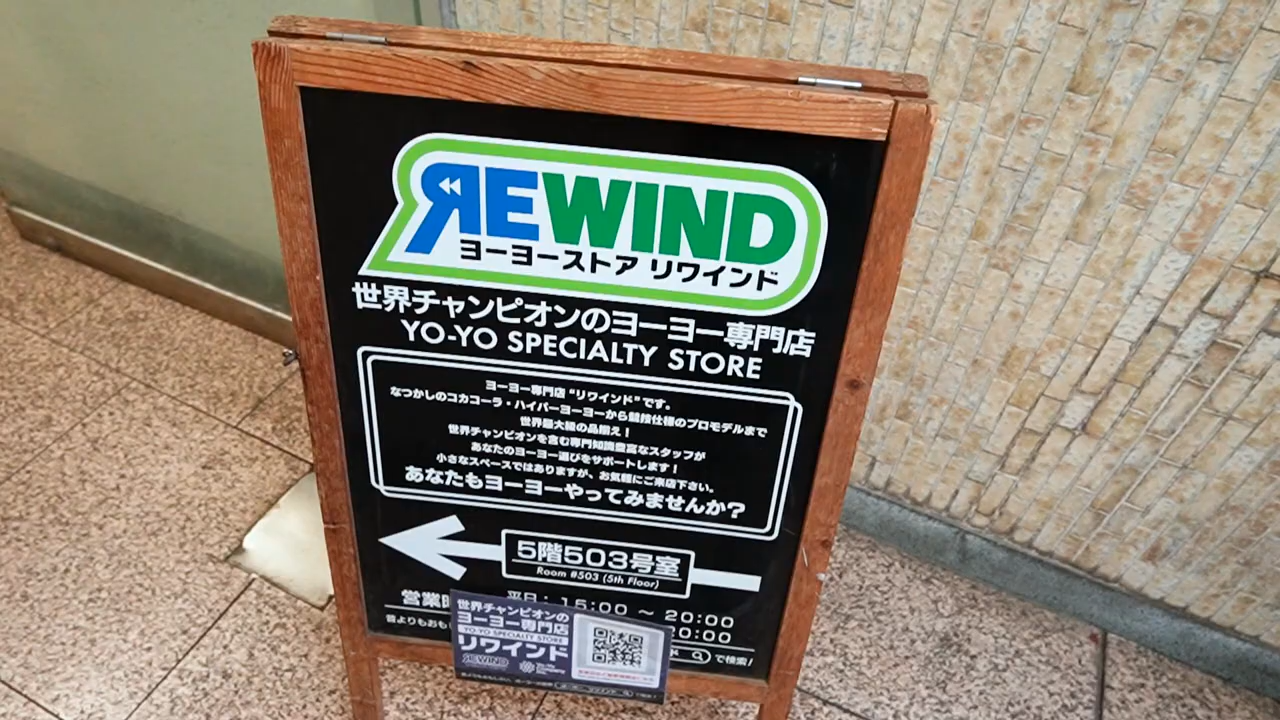 REWIND
ヨーヨーストア リワインド
世界チャンピオンのヨーヨー専門店
YO-YO SPECIALTY STORE
ヨーヨー専門店“リワインド”です。
なつかしのコカコーラ・ハイパーヨーヨーから競技仕様のプロモデルまで
世界最大級の品揃え！
世界チャンピオンを含む専門知識豊富なスタッフが
あなたのヨーヨー選びをサポートします！
小さなスペースではありますが、お気軽にご来店下さい。
あなたもヨーヨーやってみませんか？
5階503号室
Room #503 (5th Floor)
営業時
平日： 15:00 ～ 20:00
20:00
昔よりもおも
で検索!
世界チャンピオンの
ヨーヨー専門店
YO-YO SPECIALTY STORE
リワインド
REWIND